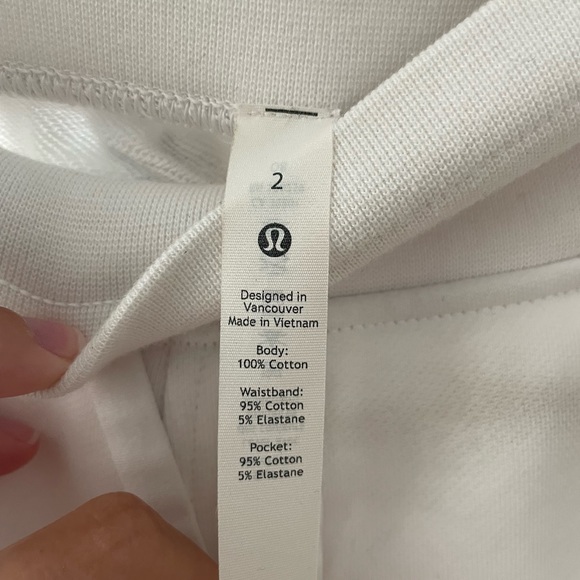 2
Designed in
Vancouver
Made in Vietnam
Body:
100% Cotton
Waistband:
95% Cotton
5% Elastane
Pocket:
95% Cotton
5% Elastane